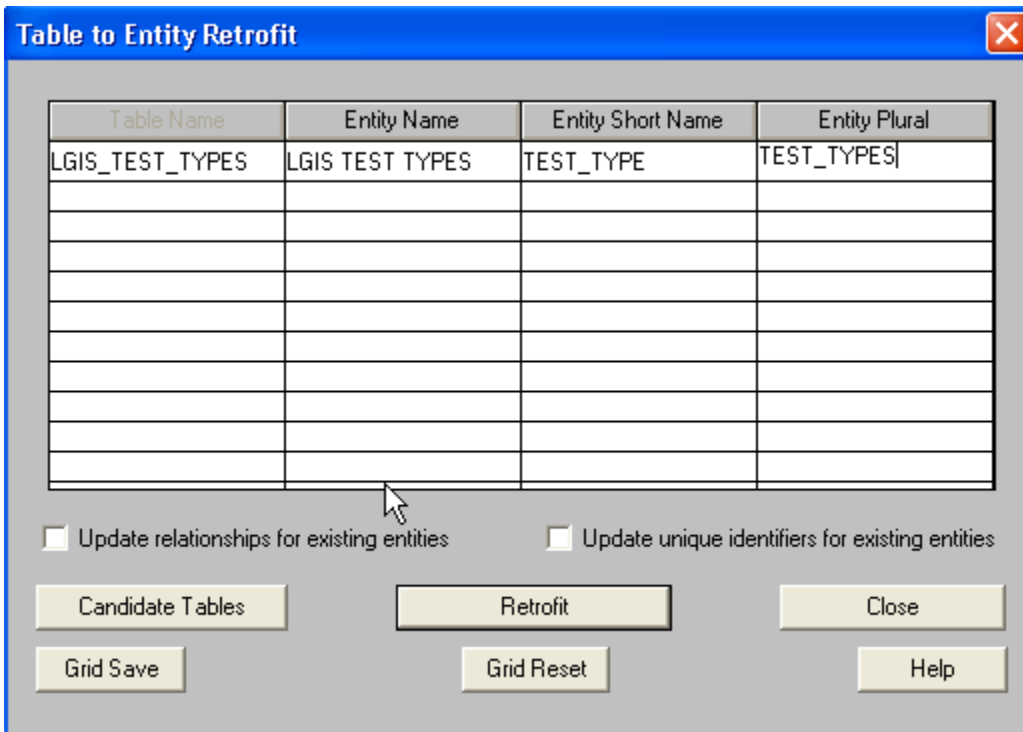 Table to Entity Retrofit
Table Name Entity Name Entity Short Name Entity Plural
LGIS_TEST_TYPES LGIS TEST TYPES TEST_TYPE TEST_TYPES
Update relationships for existing entities Update unique identifiers for existing entities
Candidate Tables Retrofit Close
Grid Save Grid Reset Help